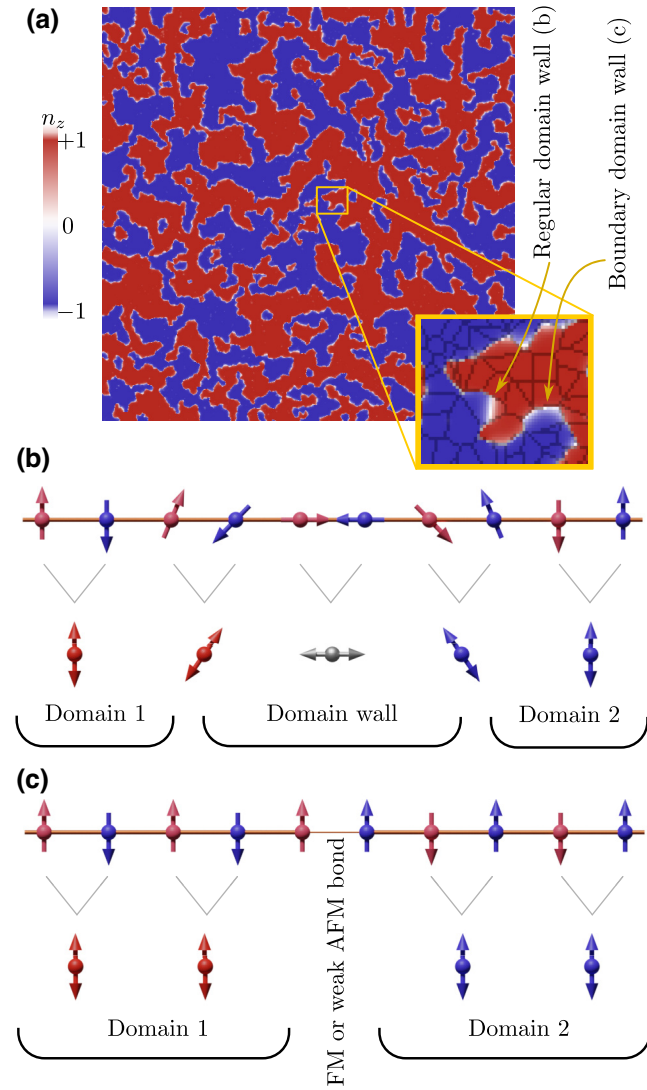 (a)
n_z
+1
0
−1
Regular domain wall (b)
Boundary domain wall (c)
(b)
Domain 1
Domain wall
Domain 2
(c)
FM or weak AFM bond
Domain 1
Domain 2